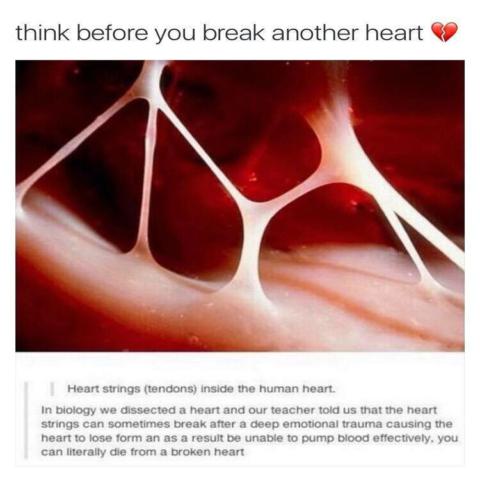 think before you break another heart 💔
Heart strings (tendons) inside the human heart.
In biology we dissected a heart and our teacher told us that the heart
strings can sometimes break after a deep emotional trauma causing the
heart to lose form an as a result be unable to pump blood effectively, you
can literally die from a broken heart